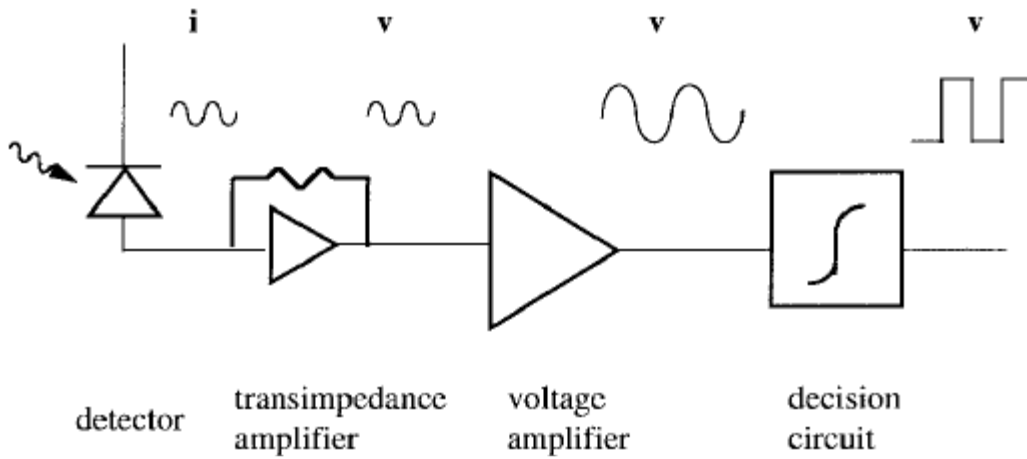 i
v
v
v
detector
transimpedance
amplifier
voltage
amplifier
decision
circuit